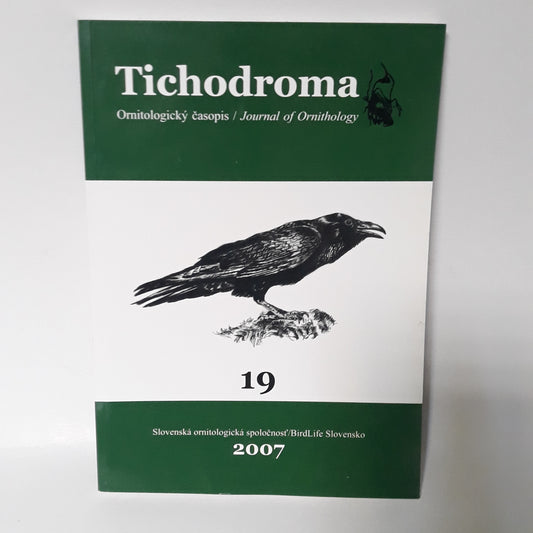 Tichodroma
Ornitologický časopis / Journal of Ornithology
19
Slovenská ornitologická spoločnosť/BirdLife Slovensko
2007